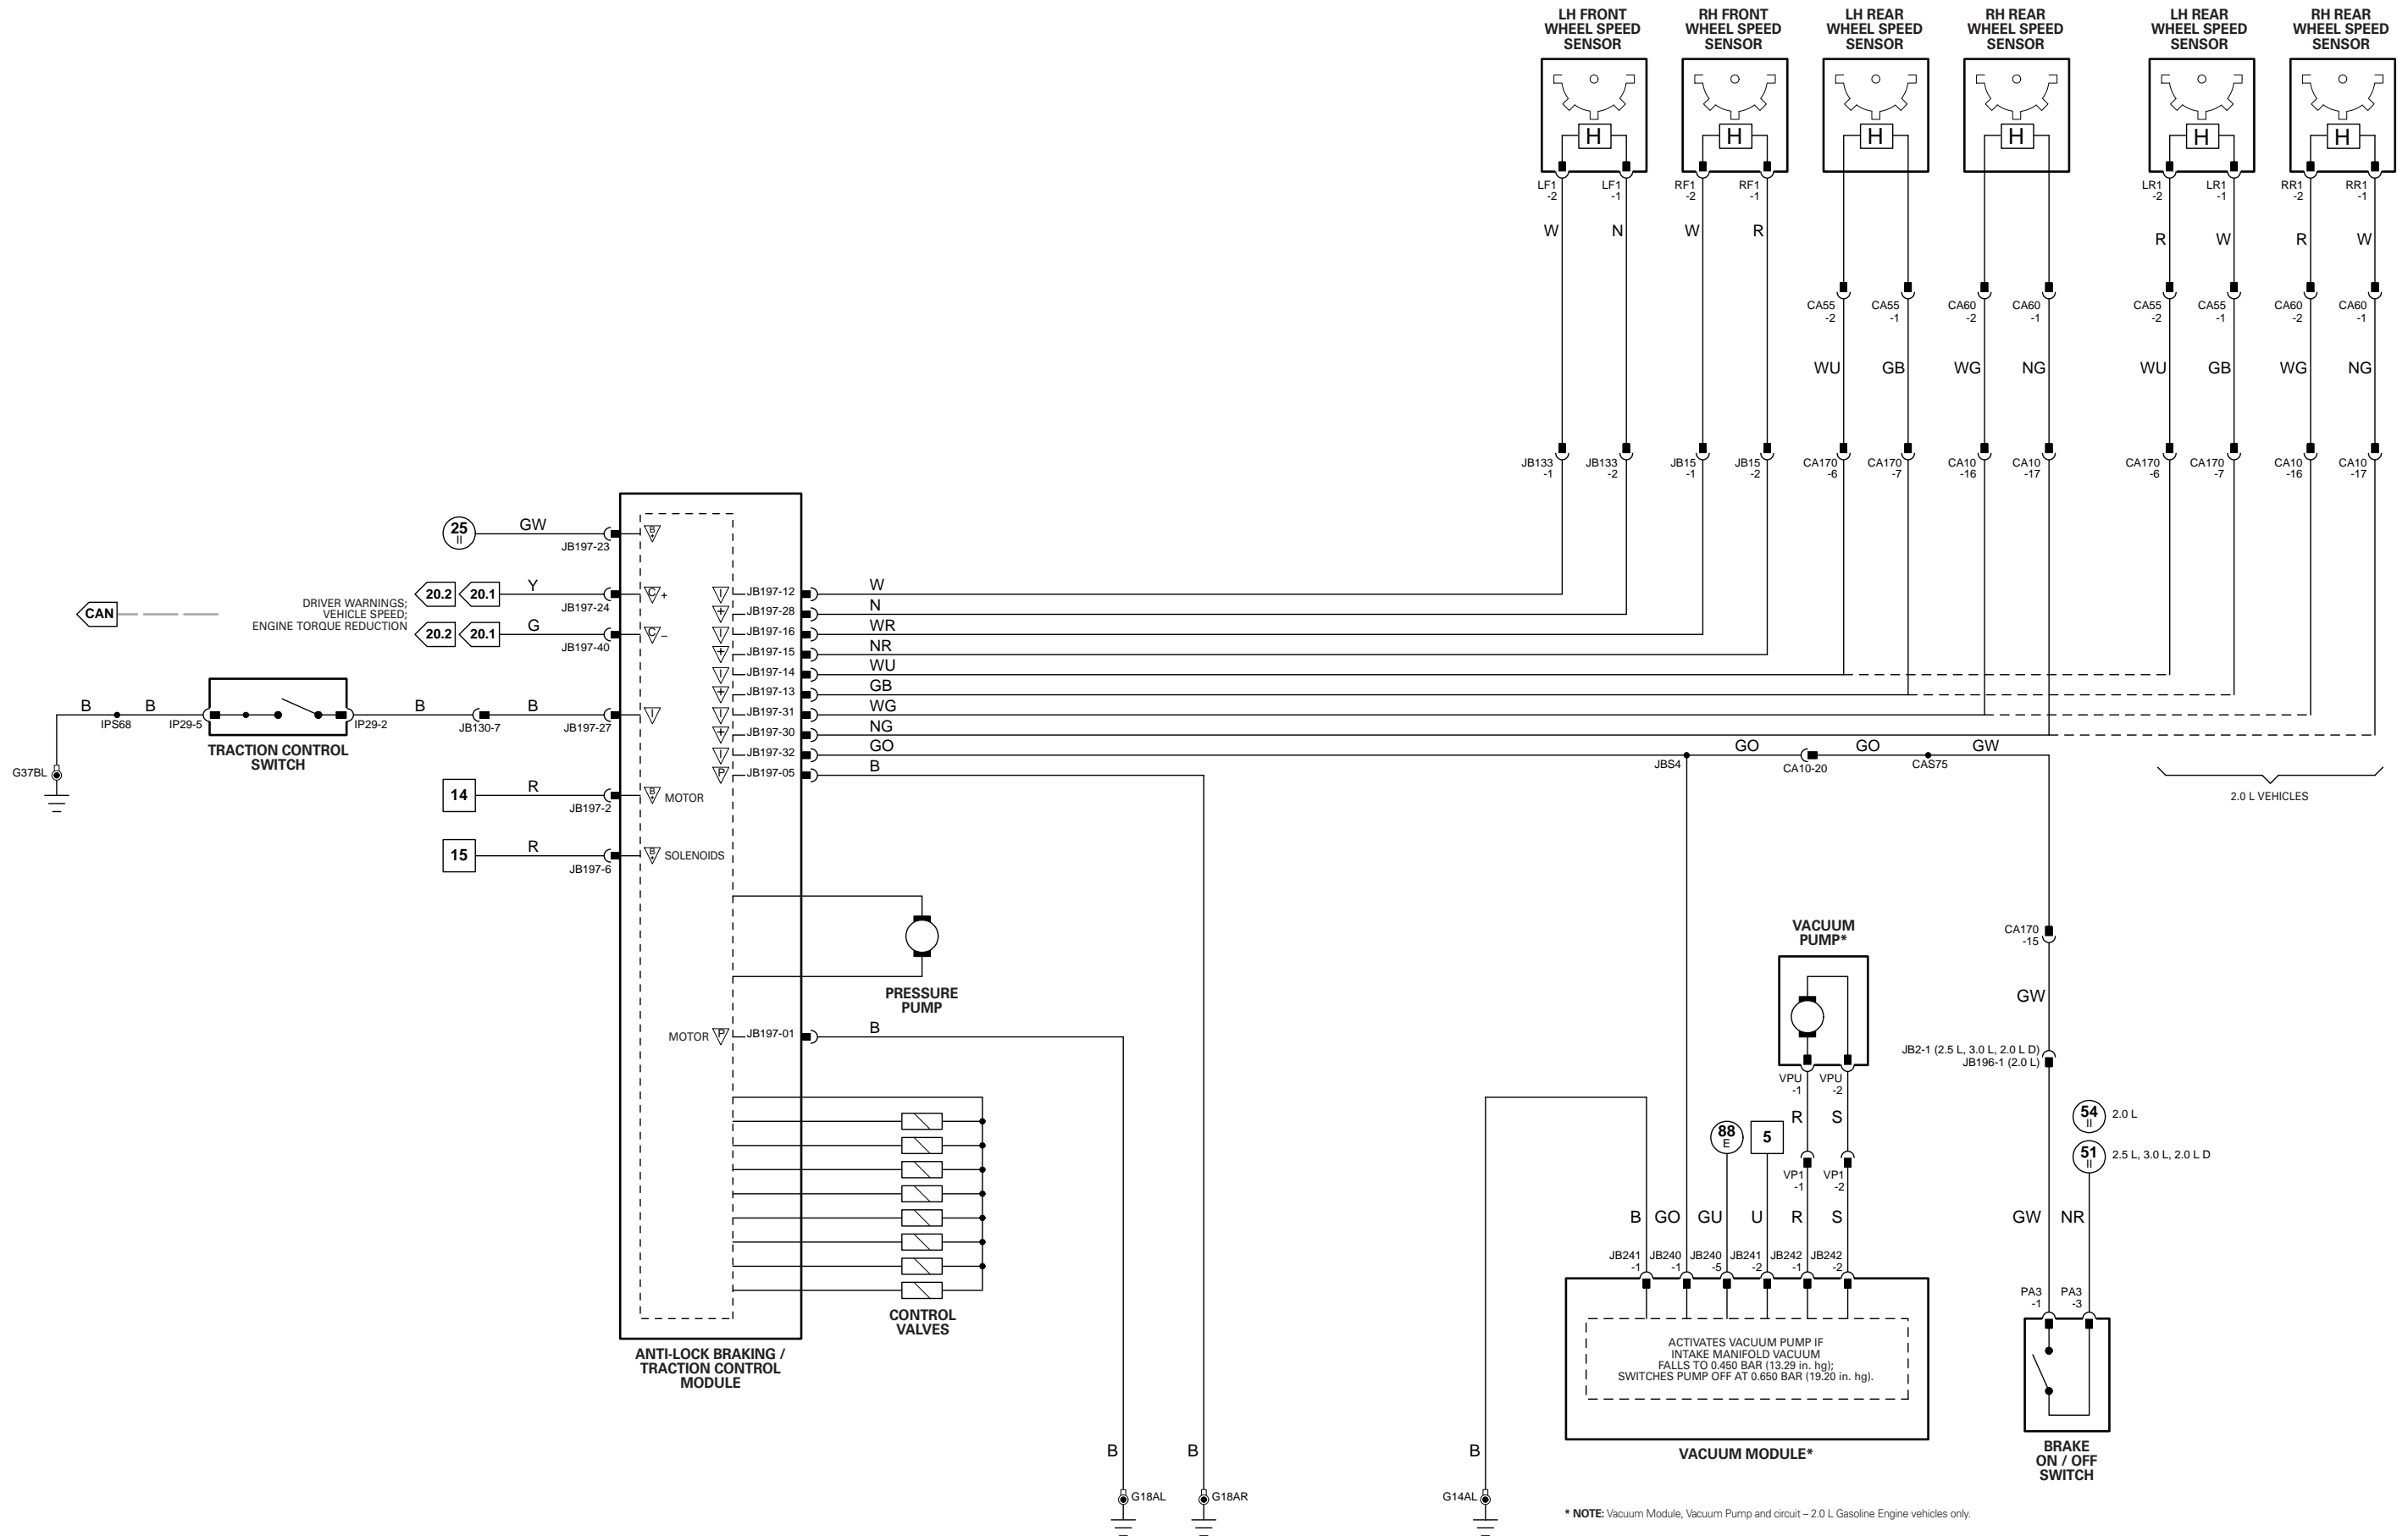 LH FRONT
WHEEL SPEED
SENSOR
RH FRONT
WHEEL SPEED
SENSOR
LH REAR
WHEEL SPEED
SENSOR
RH REAR
WHEEL SPEED
SENSOR
LH REAR
WHEEL SPEED
SENSOR
RH REAR
WHEEL SPEED
SENSOR
H H H H H H
LF1 LF1 RF1 RF1 LR1 LR1 RR1 RR1
-2 -1 -2 -1 -2 -1 -2 -1
W N W R R W R W
CA55 CA55 CA60 CA60 CA55 CA55 CA60 CA60
-2 -1 -2 -1 -2 -1 -2 -1
WU GB WG NG WU GB WG NG
JB133 JB133 JB15 JB15 CA170 CA170 CA10 CA10 CA170 CA170 CA10 CA10
-1 -2 -1 -2 -6 -7 -16 -17 -6 -7 -16 -17
25 II GW JB197-23 B+
CAN
DRIVER WARNINGS;
VEHICLE SPEED;
ENGINE TORQUE REDUCTION
20.2 20.1 Y JB197-24 C +
20.2 20.1 G JB197-40 C –
I JB197-12 W
+ JB197-28 N
I JB197-16 WR
+ JB197-15 NR
I JB197-14 WU
+ JB197-13 GB
I JB197-31 WG
+ JB197-30 NG
I JB197-32 GO JBS4 GO CA10-20 GO CAS75 GW
P JB197-05 B
B IPS68 B IP29-5 IP29-2 B JB130-7 B JB197-27 I
TRACTION CONTROL
SWITCH
G37BL
14 R JB197-2 B+ MOTOR
15 R JB197-6 B+ SOLENOIDS
2.0 L VEHICLES
PRESSURE
PUMP
MOTOR P JB197-01 B
CONTROL
VALVES
ANTI-LOCK BRAKING /
TRACTION CONTROL
MODULE
B B B
G18AL G18AR G14AL
VACUUM
PUMP*
VPU VPU
-1 -2
R S
88 E 5
VP1 VP1
-1 -2
B GO GU U R S
JB241 JB240 JB240 JB241 JB242 JB242
-1 -1 -5 -2 -1 -2
ACTIVATES VACUUM PUMP IF
INTAKE MANIFOLD VACUUM
FALLS TO 0.450 BAR (13.29 in. hg);
SWITCHES PUMP OFF AT 0.650 BAR (19.20 in. hg).
VACUUM MODULE*
CA170
-15
GW
JB2-1 (2.5 L, 3.0 L, 2.0 L D)
JB196-1 (2.0 L)
54 II 2.0 L
51 II 2.5 L, 3.0 L, 2.0 L D
GW NR
PA3 PA3
-1 -3
BRAKE
ON / OFF
SWITCH
* NOTE: Vacuum Module, Vacuum Pump and circuit – 2.0 L Gasoline Engine vehicles only.